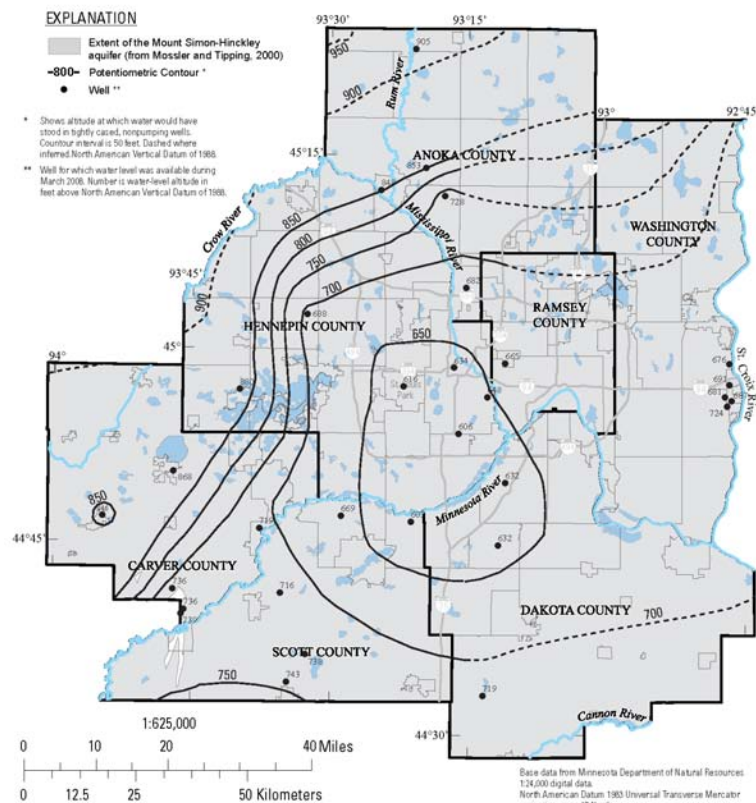 EXPLANATION
Extent of the Mount Simon-Hinckley
aquifer (from Mossler and Tipping, 2000)
-800- Potentiometric Contour *
Well **
* Shows altitude at which water would have
stood in tightly cased, nonpumping wells.
Countour interval is 50 feet. Dashed where
inferred.North American Vertical Datum of 1988.
** Well for which water level was available during
March 2008. Number is water-level altitude in
feet above North American Vertical Datum of 1988.
93°30'
93°15'
950
905
900
Rum River
93°
92°45'
45°15'
853
ANOKA COUNTY
728
Crow River
850
800
750
700
Mississippi River
WASHINGTON
COUNTY
93°45'
900
682
RAMSEY
COUNTY
688
HENNEPIN COUNTY
650
45°
94°
634
665
616
Park
676
St. Croix River
724
606
868
850
632
Minnesota River
669
44°45'
632
CARVER COUNTY
736
736
716
DAKOTA COUNTY
700
SCOTT COUNTY
750
743
719
Cannon River
44°30'
1:625,000
0 10 20 40 Miles
0 12.5 25 50 Kilometers
Base data from Minnesota Department of Natural Resources
1:24,000 digital data.
North American Datum 1983 Universal Transverse Mercator